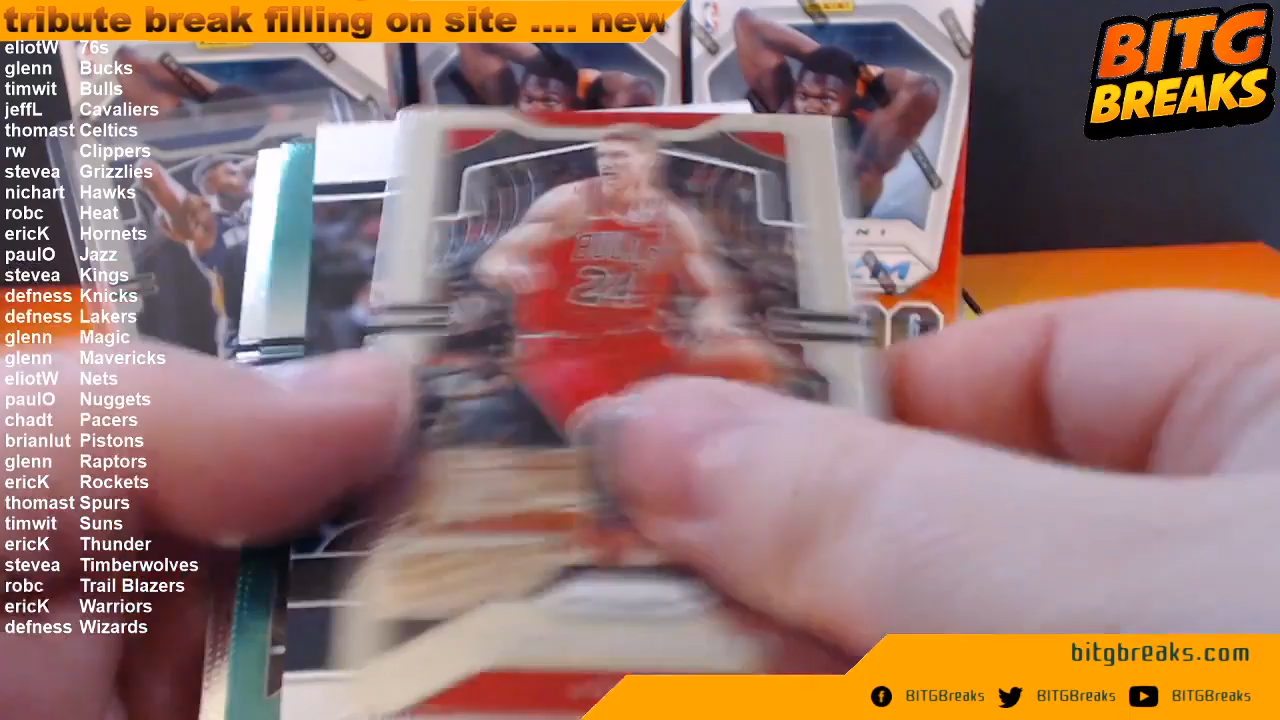 tribute break filling on site .... new
BITG
BREAKS
eliotW 76s
glenn Bucks
timwit Bulls
jeffL Cavaliers
thomast Celtics
rw Clippers
stevea Grizzlies
nichart Hawks
robc Heat
ericK Hornets
paulO Jazz
stevea Kings
defness Knicks
defness Lakers
glenn Magic
glenn Mavericks
eliotW Nets
paulO Nuggets
chadt Pacers
brianlut Pistons
glenn Raptors
ericK Rockets
thomast Spurs
timwit Suns
ericK Thunder
stevea Timberwolves
robc Trail Blazers
ericK Warriors
defness Wizards
BULLS
24
6
bitgbreaks.com
BITGBreaks BITGBreaks BITGBreaks